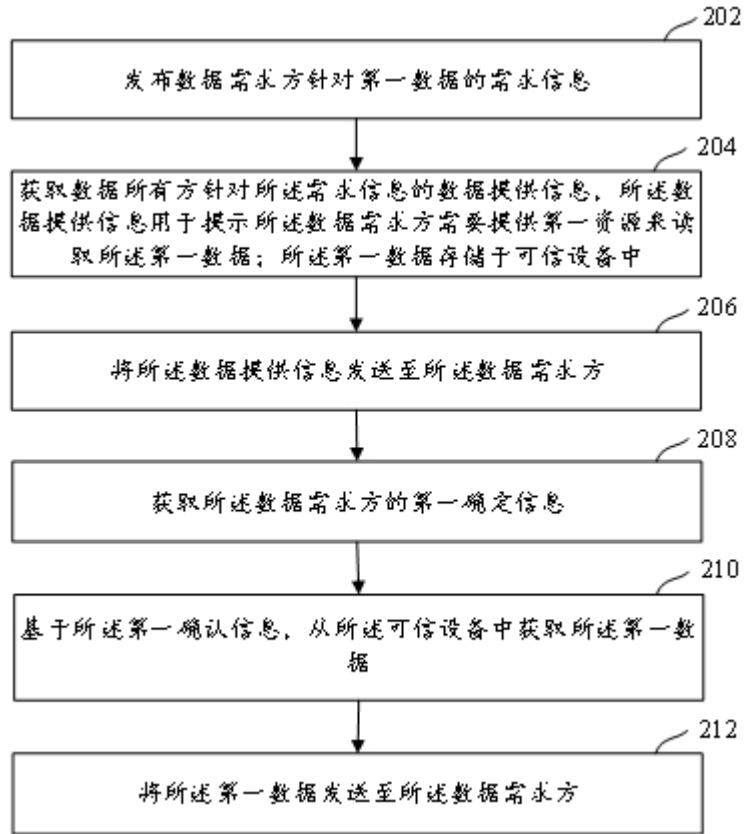 202
发布数据需求方针对第一数据的需求信息
204
获取数据所有方针对所述需求信息的数据提供信息，所述数
据提供信息用于提示所述数据需求方需要提供第一资源来读
取所述第一数据；所述第一数据存储于可信设备中
206
将所述数据提供信息发送至所述数据需求方
208
获取所述数据需求方的第一确定信息
210
基于所述第一确认信息，从所述可信设备中获取所述第一数
据
212
将所述第一数据发送至所述数据需求方